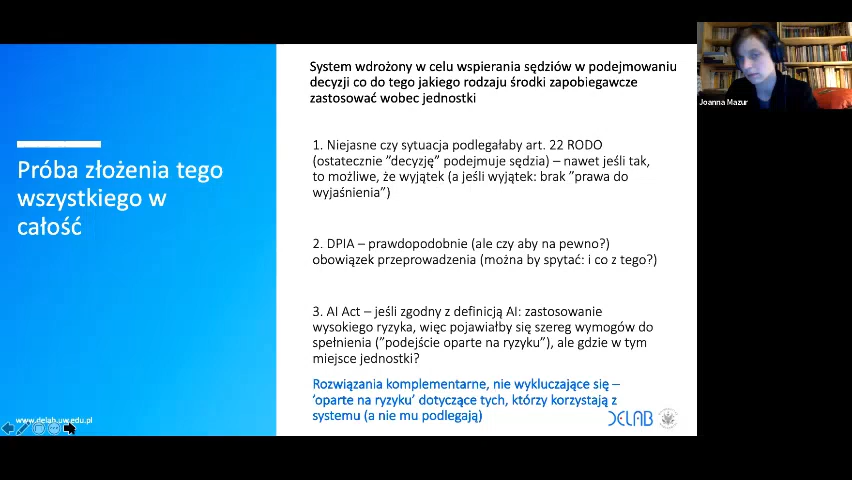 Próba złożenia tego
wszystkiego w
całość
www.delab.uw.edu.pl
System wdrożony w celu wspierania sędziów w podejmowaniu
decyzji co do tego jakiego rodzaju środki zapobiegawcze
zastosować wobec jednostki
1. Niejasne czy sytuacja podlegałaby art. 22 RODO
(ostatecznie ”decyzję” podejmuje sędzia) – nawet jeśli tak,
to możliwe, że wyjątek (a jeśli wyjątek: brak ”prawa do
wyjaśnienia”)
2. DPIA – prawdopodobnie (ale czy aby na pewno?)
obowiązek przeprowadzenia (można by spytać: i co z tego?)
3. AI Act – jeśli zgodny z definicją AI: zastosowanie
wysokiego ryzyka, więc pojawiałby się szereg wymogów do
spełnienia (”podejście oparte na ryzyku”), ale gdzie w tym
miejsce jednostki?
Rozwiązania komplementarne, nie wykluczające się –
‘oparte na ryzyku’ dotyczące tych, którzy korzystają z
systemu (a nie mu podlegają)
DELAB
Joanna Mazur